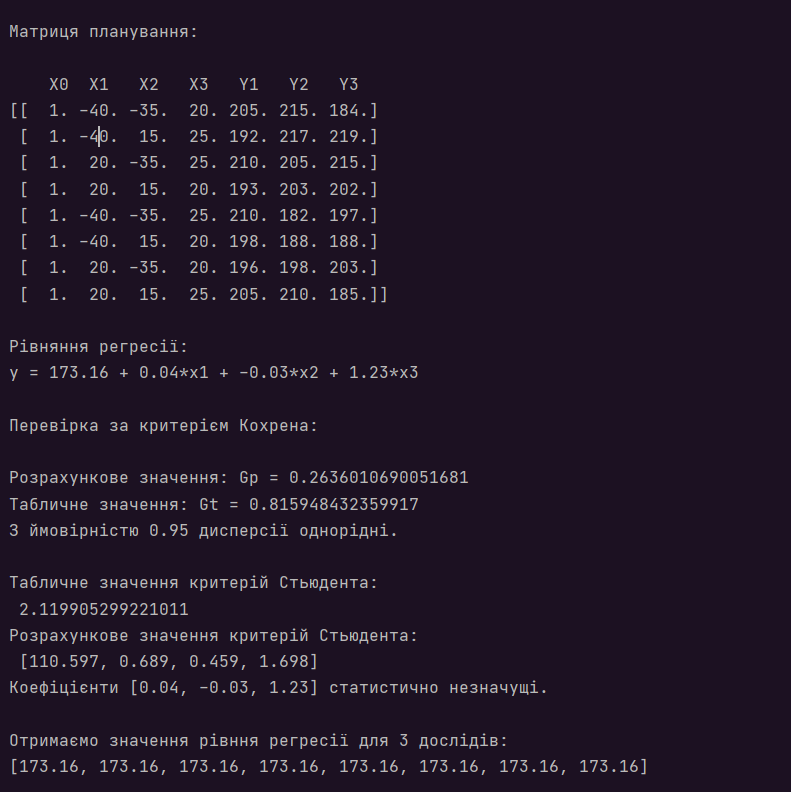 Матриця планування:
X0 X1 X2 X3 Y1 Y2 Y3
[[ 1. -40. -35. 20. 205. 215. 184.]
[ 1. -40. 15. 25. 192. 217. 219.]
[ 1. 20. -35. 25. 210. 205. 215.]
[ 1. 20. 15. 20. 193. 203. 202.]
[ 1. -40. -35. 25. 210. 182. 197.]
[ 1. -40. 15. 20. 198. 188. 188.]
[ 1. 20. -35. 20. 196. 198. 203.]
[ 1. 20. 15. 25. 205. 210. 185.]]
Рівняння регресії:
y = 173.16 + 0.04*x1 + -0.03*x2 + 1.23*x3
Перевірка за критерієм Кохрена:
Розрахункове значення: Gp = 0.2636010690051681
Табличне значення: Gt = 0.815948432359917
З ймовірністю 0.95 дисперсії однорідні.
Табличне значення критерій Стьюдента:
2.119905299221011
Розрахункове значення критерій Стьюдента:
[110.597, 0.689, 0.459, 1.698]
Коефіцієнти [0.04, -0.03, 1.23] статистично незначущі.
Отримаємо значення рівння регресії для 3 дослідів:
[173.16, 173.16, 173.16, 173.16, 173.16, 173.16, 173.16, 173.16]